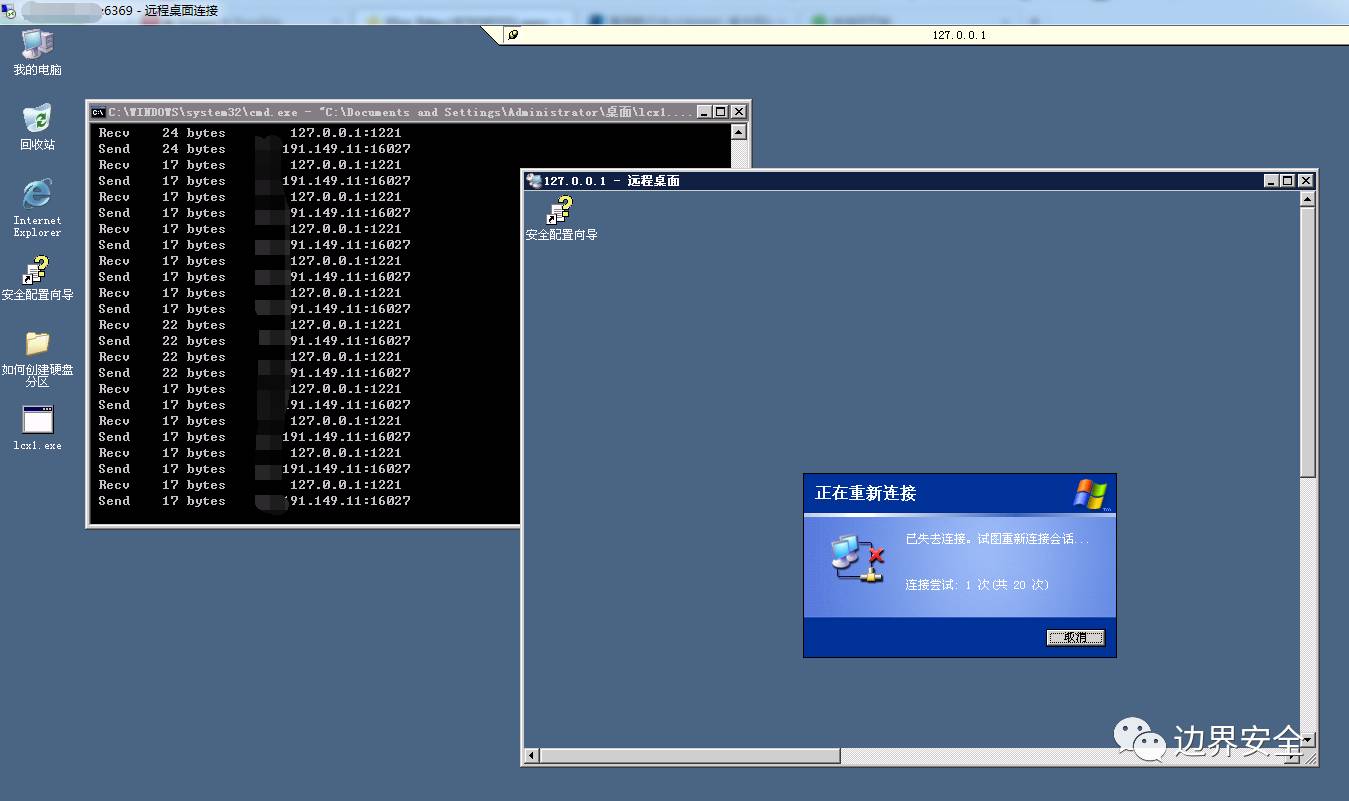 :6369 - 远程桌面连接
127.0.0.1
我的电脑
回收站
Internet
Explorer
安全配置向导
如何创建硬盘
分区
lcx1.exe
C:\WINDOWS\system32\cmd.exe - "C:\Documents and Settings\Administrator\桌面\lcx1....
Recv 24 bytes 127.0.0.1:1221
Send 24 bytes 191.149.11:16027
Recv 17 bytes 127.0.0.1:1221
Send 17 bytes 191.149.11:16027
Recv 17 bytes 127.0.0.1:1221
Send 17 bytes 91.149.11:16027
Recv 17 bytes 127.0.0.1:1221
Send 17 bytes 91.149.11:16027
Recv 17 bytes 127.0.0.1:1221
Send 17 bytes 91.149.11:16027
Recv 17 bytes 127.0.0.1:1221
Send 17 bytes 91.149.11:16027
Recv 22 bytes 127.0.0.1:1221
Send 22 bytes 91.149.11:16027
Recv 22 bytes 127.0.0.1:1221
Send 22 bytes 91.149.11:16027
Recv 17 bytes 127.0.0.1:1221
Send 17 bytes 191.149.11:16027
Recv 17 bytes 127.0.0.1:1221
Send 17 bytes 191.149.11:16027
Recv 17 bytes 127.0.0.1:1221
Send 17 bytes 191.149.11:16027
Recv 17 bytes 127.0.0.1:1221
Send 17 bytes 191.149.11:16027
127.0.0.1 - 远程桌面
安全配置向导
正在重新连接
已失去连接。试图重新连接会话...
连接尝试: 1 次(共 20 次)
取消
边界安全